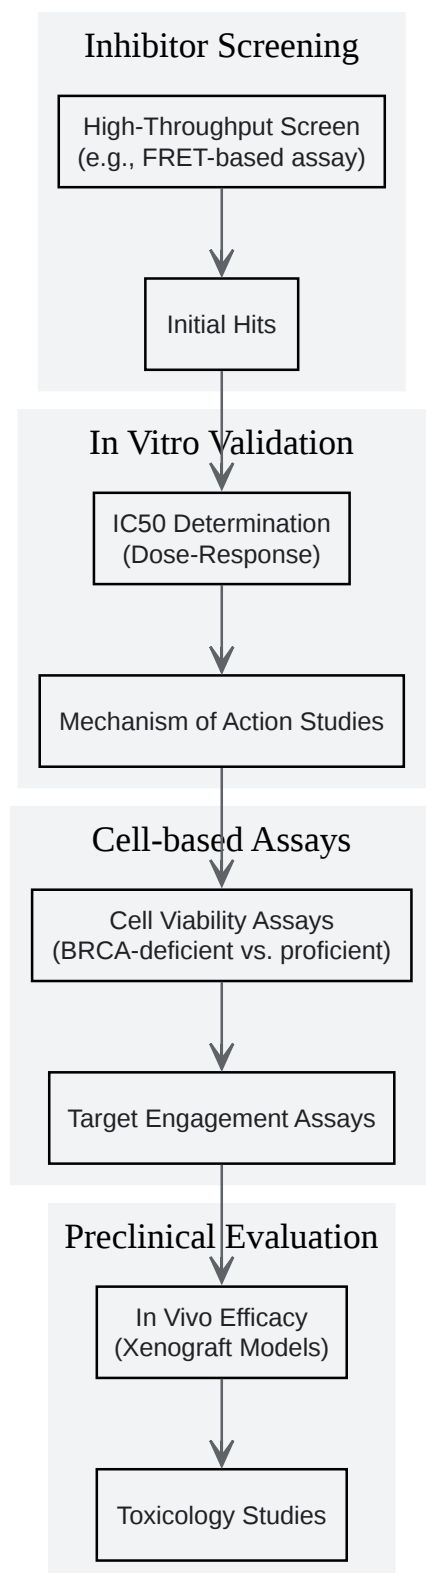 Inhibitor Screening
High-Throughput Screen
(e.g., FRET-based assay)
Initial Hits
In Vitro Validation
IC50 Determination
(Dose-Response)
Mechanism of Action Studies
Cell-based Assays
Cell Viability Assays
(BRCA-deficient vs. proficient)
Target Engagement Assays
Preclinical Evaluation
In Vivo Efficacy
(Xenograft Models)
Toxicology Studies